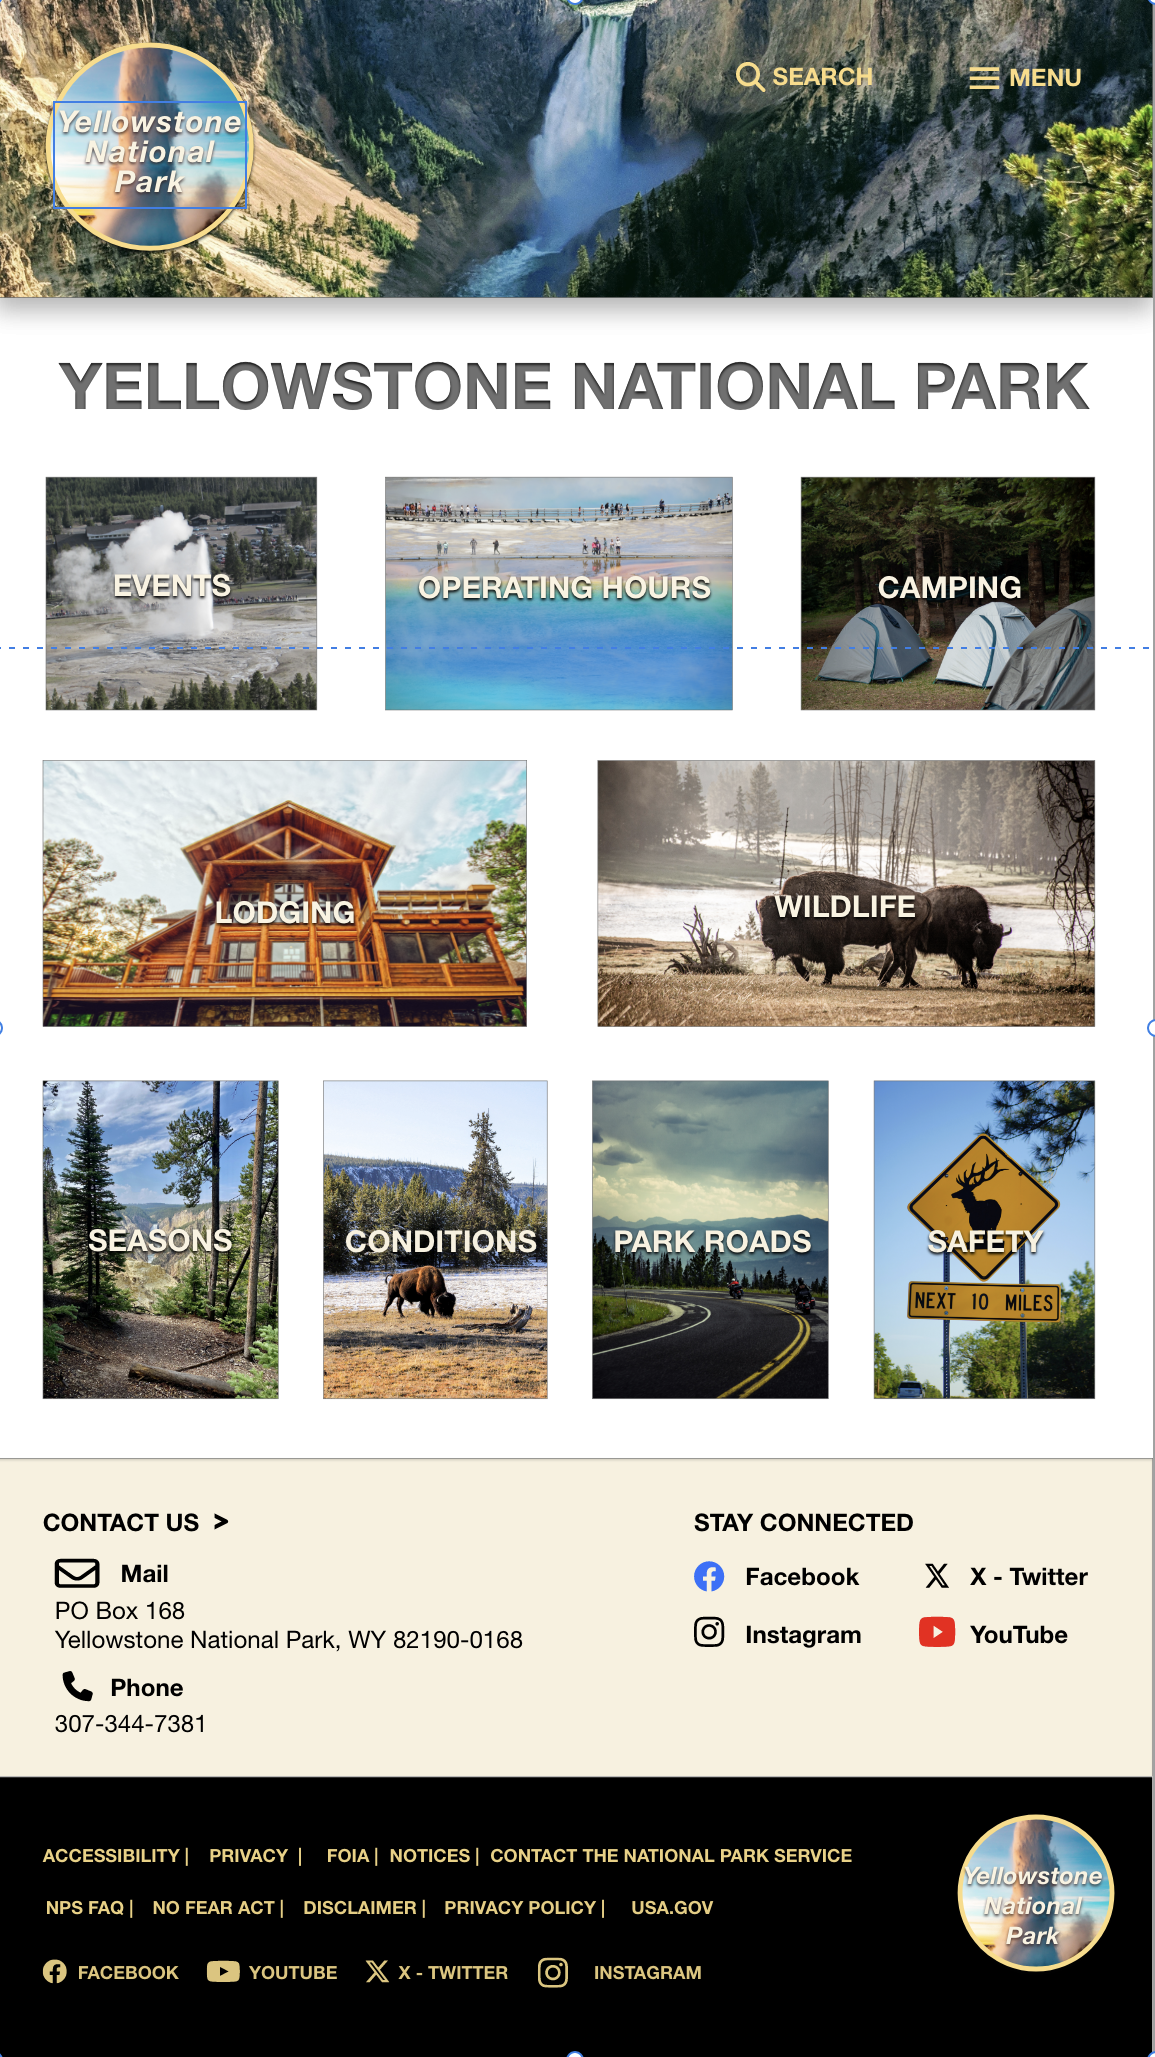 Yellowstone
National
Park
SEARCH
MENU
YELLOWSTONE NATIONAL PARK
EVENTS
OPERATING HOURS
CAMPING
LODGING
WILDLIFE
SEASONS
CONDITIONS
PARK ROADS
SAFETY
NEXT 10 MILES
CONTACT US >
Mail
PO Box 168
Yellowstone National Park, WY 82190-0168
Phone
307-344-7381
STAY CONNECTED
Facebook
X - Twitter
Instagram
YouTube
ACCESSIBILITY | PRIVACY | FOIA | NOTICES | CONTACT THE NATIONAL PARK SERVICE
NPS FAQ | NO FEAR ACT | DISCLAIMER | PRIVACY POLICY | USA.GOV
FACEBOOK YOUTUBE X - TWITTER INSTAGRAM
Yellowstone
National
Park